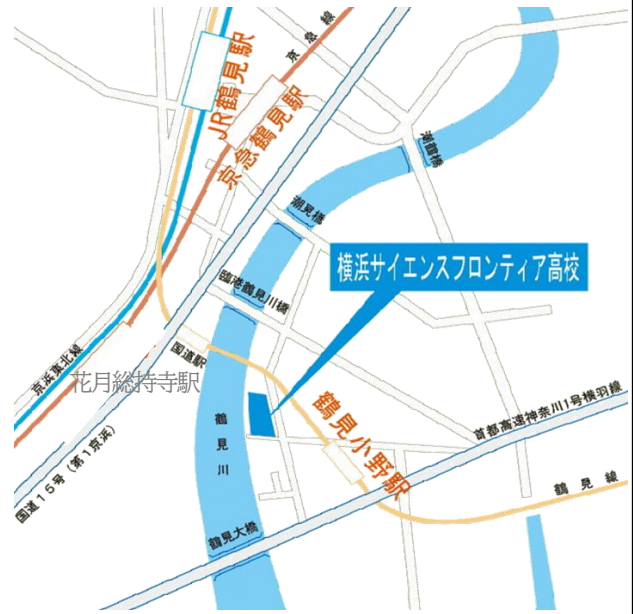 京急線
JR鶴見駅
京急鶴見駅
潮鶴橋
潮見橋
横浜サイエンスフロンティア高校
臨港鶴見川橋
国道駅
京浜東北線
花月総持寺駅
鶴見小野駅
首都高速神奈川1号横羽線
鶴見川
国道15号(第1京浜)
鶴見線
鶴見大橋